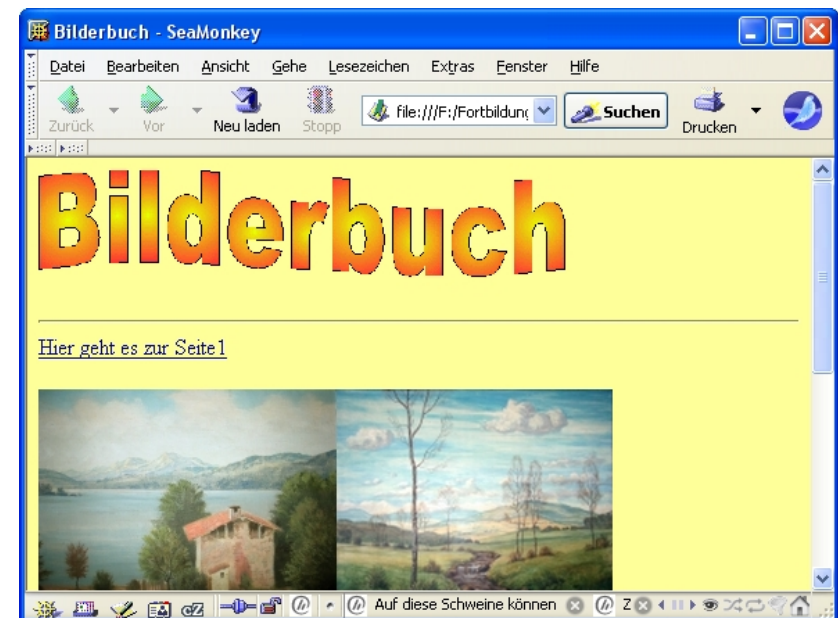 Bilderbuch - SeaMonkey
Datei Bearbeiten Ansicht Gehe Lesezeichen Extras Fenster Hilfe
Zurück Vor Neu laden Stopp file:///F:/Fortbildung Suchen Drucken
Bilderbuch
Hier geht es zur Seite1
Auf diese Schweine können Z